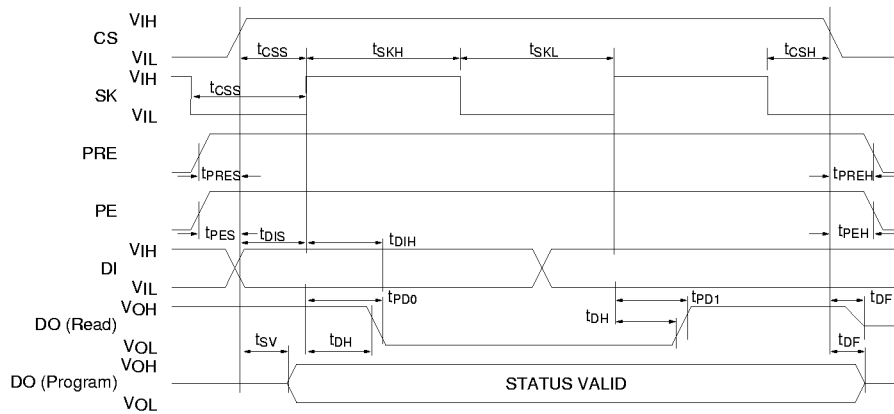 VIH
CS
VIL
tCSS tSKH tSKL tCSH
VIH
SK
tCSS
VIL
PRE
tPRES tPREH
PE
tPES tDIS tDIH tPEH
VIH
DI
VIL
VOH
tPD0 tPD1 tDF
DO (Read)
tDH
VOL
tSV tDH tDF
VOH
DO (Program)
STATUS VALID
VOL